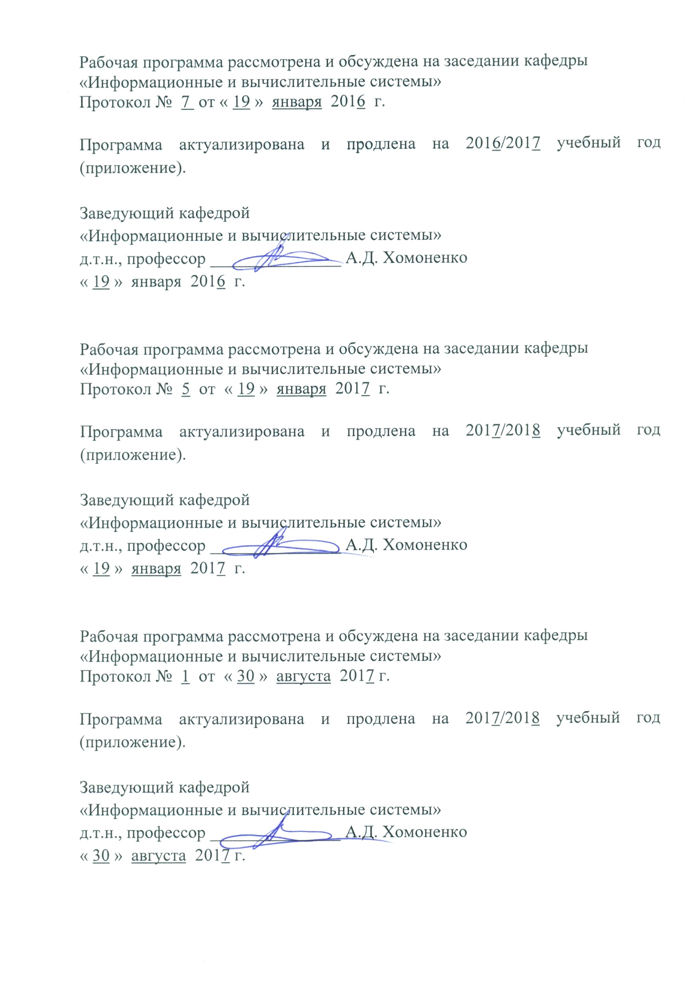 Рабочая программа рассмотрена и обсуждена на заседании кафедры
«Информационные и вычислительные системы»
Протокол № 7 от « 19 » января 2016 г.
Программа актуализирована и продлена на 2016/2017 учебный год
(приложение).
Заведующий кафедрой
«Информационные и вычислительные системы»
д.т.н., профессор ________________ А.Д. Хомоненко
« 19 » января 2016 г.
Рабочая программа рассмотрена и обсуждена на заседании кафедры
«Информационные и вычислительные системы»
Протокол № 5 от « 19 » января 2017 г.
Программа актуализирована и продлена на 2017/2018 учебный год
(приложение).
Заведующий кафедрой
«Информационные и вычислительные системы»
д.т.н., профессор ________________ А.Д. Хомоненко
« 19 » января 2017 г.
Рабочая программа рассмотрена и обсуждена на заседании кафедры
«Информационные и вычислительные системы»
Протокол № 1 от « 30 » августа 2017 г.
Программа актуализирована и продлена на 2017/2018 учебный год
(приложение).
Заведующий кафедрой
«Информационные и вычислительные системы»
д.т.н., профессор ________________ А.Д. Хомоненко
« 30 » августа 2017 г.